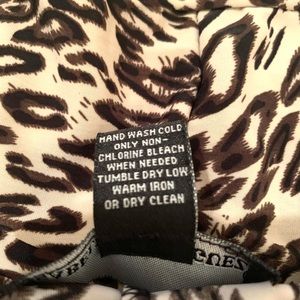 HAND WASH COLD
ONLY NON-
CHLORINE BLEACH
WHEN NEEDED
TUMBLE DRY LOW
WARM IRON
OR DRY CLEAN